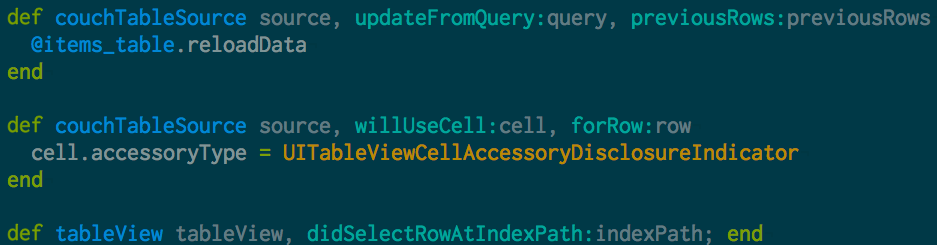 def couchTableSource source, updateFromQuery:query, previousRows:previousRows
  @items_table.reloadData
end

def couchTableSource source, willUseCell:cell, forRow:row
  cell.accessoryType = UITableViewCellAccessoryDisclosureIndicator
end

def tableView tableView, didSelectRowAtIndexPath:indexPath; end